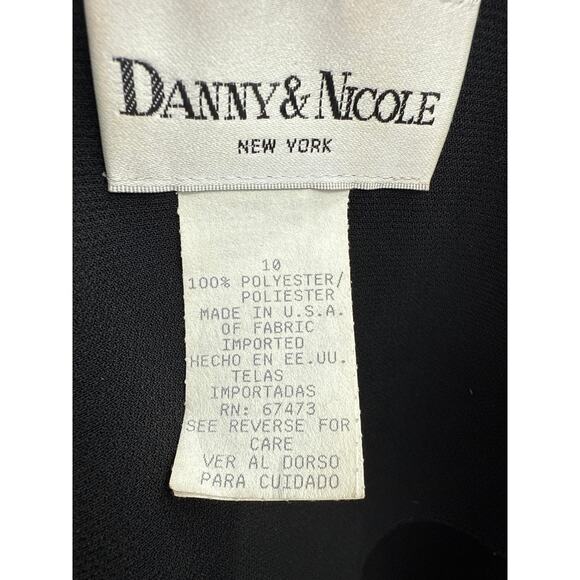 DANNY & NICOLE
NEW YORK
10
100% POLYESTER/
POLIESTER
MADE IN U.S.A.
OF FABRIC
IMPORTED
HECHO EN EE.UU.
TELAS
IMPORTADAS
RN: 67473
SEE REVERSE FOR
CARE
VER AL DORSO
PARA CUIDADO